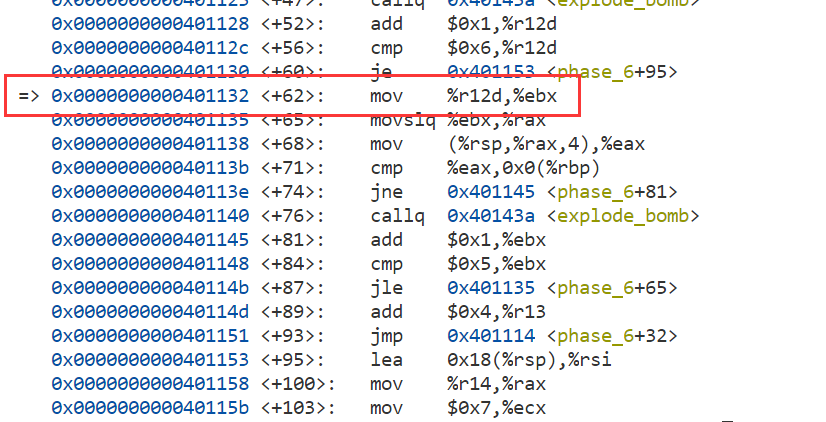 0x0000000000401123 <+47>: callq 0x40143a <explode_bomb>
0x0000000000401128 <+52>: add $0x1,%r12d
0x000000000040112c <+56>: cmp $0x6,%r12d
0x0000000000401130 <+60>: je 0x401153 <phase_6+95>
=> 0x0000000000401132 <+62>: mov %r12d,%ebx
0x0000000000401135 <+65>: movslq %ebx,%rax
0x0000000000401138 <+68>: mov (%rsp,%rax,4),%eax
0x000000000040113b <+71>: cmp %eax,0x0(%rbp)
0x000000000040113e <+74>: jne 0x401145 <phase_6+81>
0x0000000000401140 <+76>: callq 0x40143a <explode_bomb>
0x0000000000401145 <+81>: add $0x1,%ebx
0x0000000000401148 <+84>: cmp $0x5,%ebx
0x000000000040114b <+87>: jle 0x401135 <phase_6+65>
0x000000000040114d <+89>: add $0x4,%r13
0x0000000000401151 <+93>: jmp 0x401114 <phase_6+32>
0x0000000000401153 <+95>: lea 0x18(%rsp),%rsi
0x0000000000401158 <+100>: mov %r14,%rax
0x000000000040115b <+103>: mov $0x7,%ecx